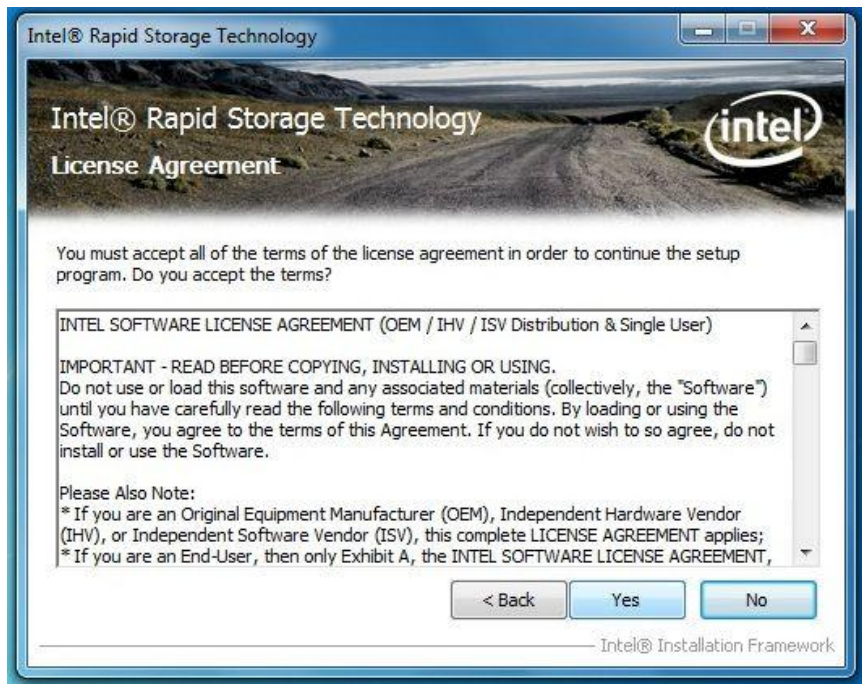 Intel® Rapid Storage Technology
Intel® Rapid Storage Technology
intel
License Agreement
You must accept all of the terms of the license agreement in order to continue the setup
program. Do you accept the terms?
INTEL SOFTWARE LICENSE AGREEMENT (OEM / IHV / ISV Distribution & Single User)
IMPORTANT - READ BEFORE COPYING, INSTALLING OR USING.
Do not use or load this software and any associated materials (collectively, the "Software")
until you have carefully read the following terms and conditions. By loading or using the
Software, you agree to the terms of this Agreement. If you do not wish to so agree, do not
install or use the Software.
Please Also Note:
* If you are an Original Equipment Manufacturer (OEM), Independent Hardware Vendor
(IHV), or Independent Software Vendor (ISV), this complete LICENSE AGREEMENT applies;
* If you are an End-User, then only Exhibit A, the INTEL SOFTWARE LICENSE AGREEMENT,
< Back Yes No
Intel® Installation Framework